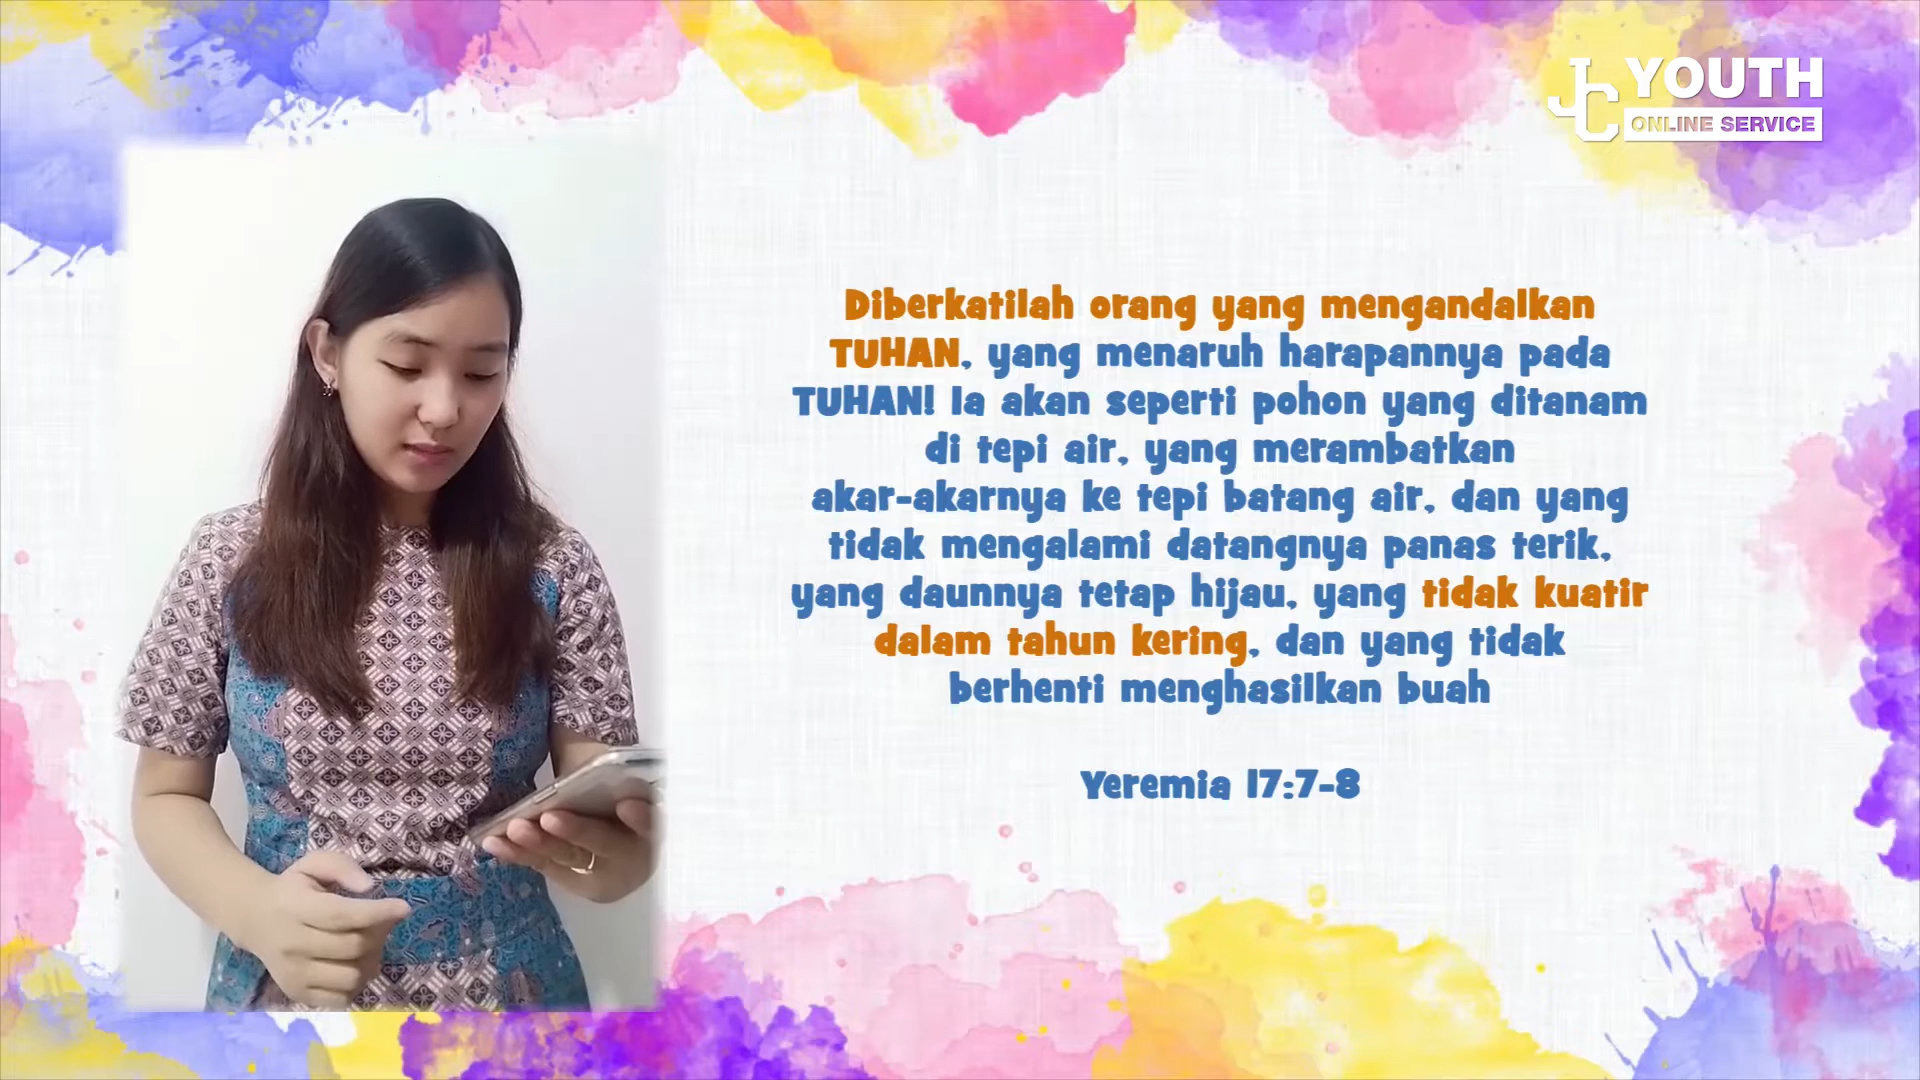 JC YOUTH
ONLINE SERVICE
Diberkatilah orang yang mengandalkan
TUHAN, yang menaruh harapannya pada
TUHAN! Ia akan seperti pohon yang ditanam
di tepi air, yang merambatkan
akar-akarnya ke tepi batang air, dan yang
tidak mengalami datangnya panas terik,
yang daunnya tetap hijau, yang tidak kuatir
dalam tahun kering, dan yang tidak
berhenti menghasilkan buah
Yeremia 17:7-8